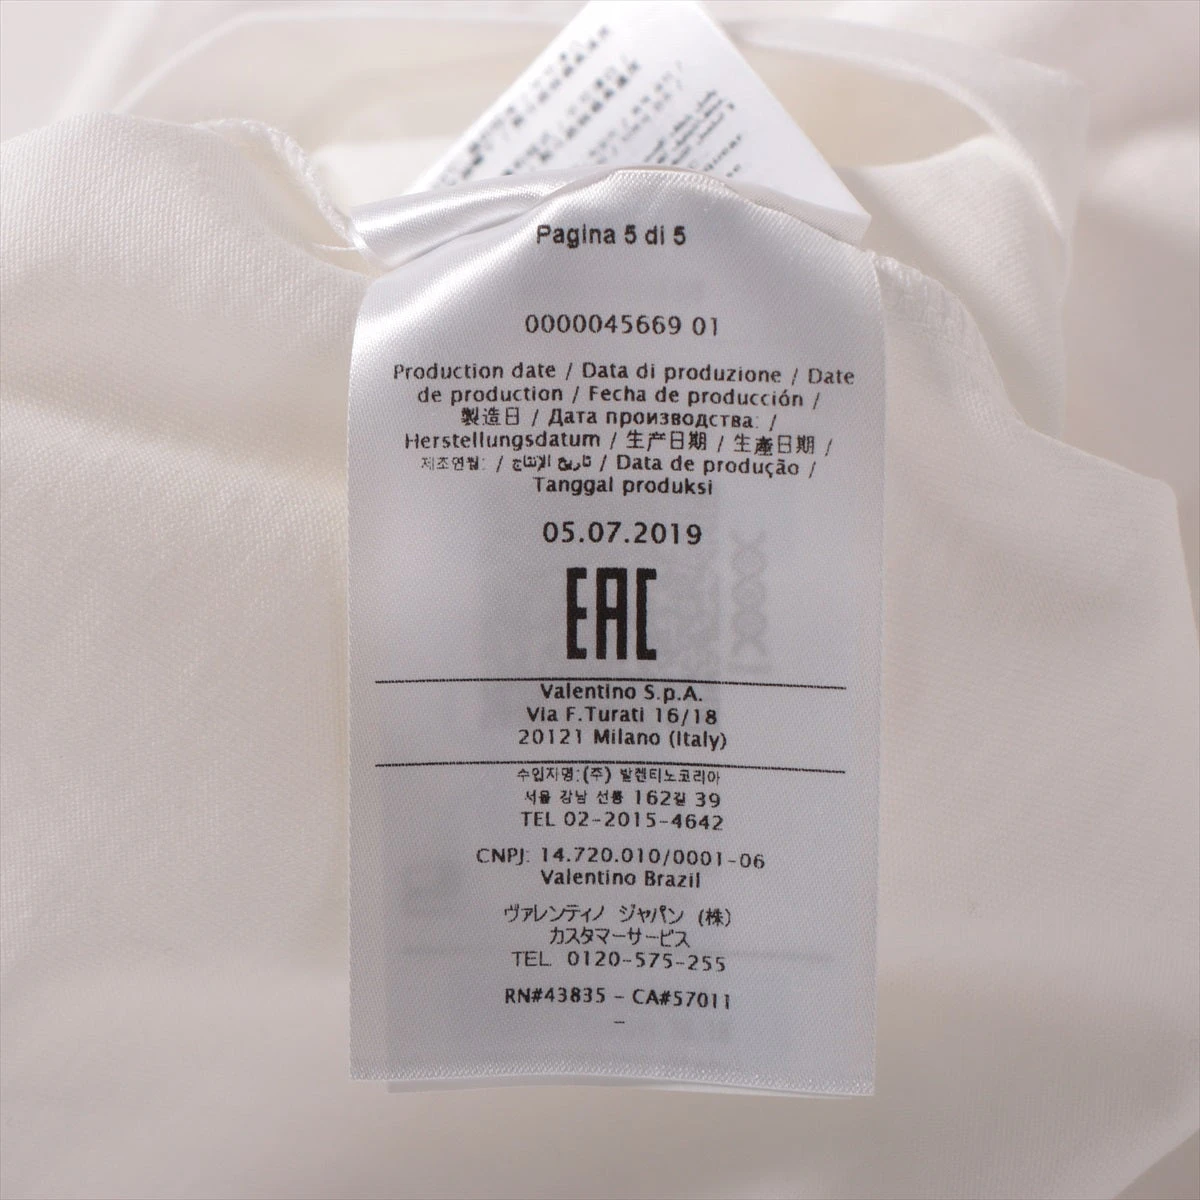 Pagina 5 di 5
0000045669 01
Production date / Data di produzione / Date
de production / Fecha de producción /
製造日 / Дата производства: /
Herstellungsdatum / 生产日期 / 生產日期 /
제조연월: / تاريخ الإنتاج / Data de produção /
Tanggal produksi
05.07.2019
EAC
Valentino S.p.A.
Via F.Turati 16/18
20121 Milano (Italy)
수입자명:(주) 발렌티노코리아
서울 강남 선릉 162길 39
TEL 02-2015-4642
CNPJ: 14.720.010/0001-06
Valentino Brazil
ヴァレンティノ ジャパン (株)
カスタマーサービス
TEL. 0120-575-255
RN#43835 - CA#57011
-